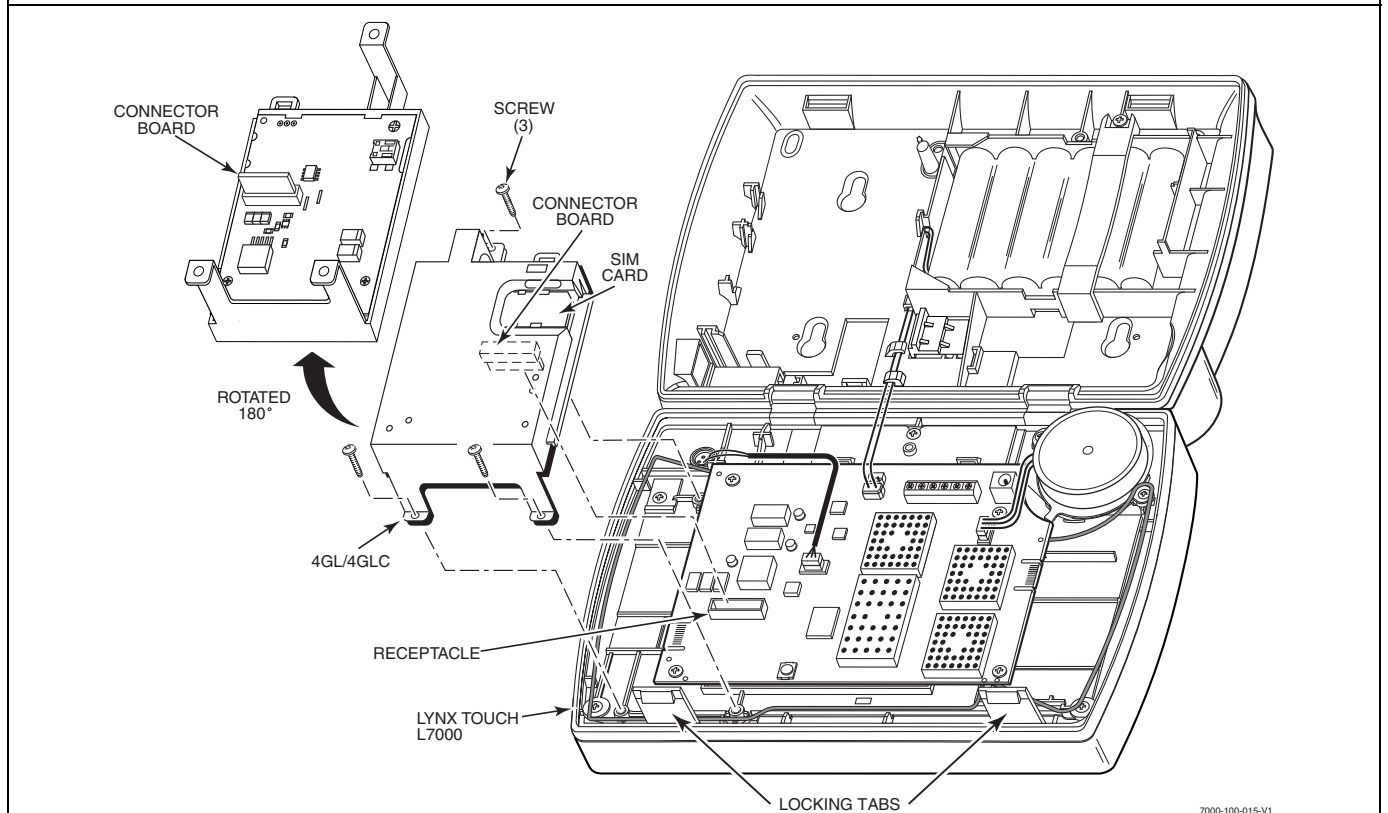 CONNECTOR
BOARD
SCREW
(3)
CONNECTOR
BOARD
SIM
CARD
ROTATED
180°
4GL/4GLC
RECEPTACLE
LYNX TOUCH
L7000
LOCKING TABS
7000-100-015-V1